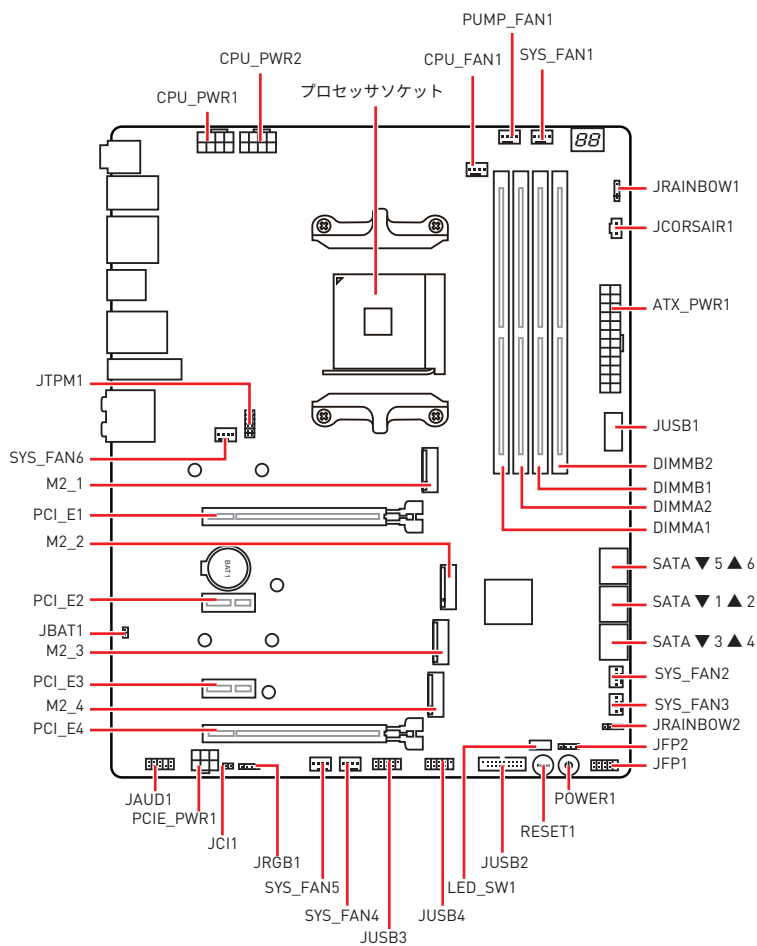 PUMP_FAN1
CPU_PWR2
CPU_FAN1
SYS_FAN1
CPU_PWR1
プロセッサソケット
88
JRAINBOW1
JCORSAIR1
ATX_PWR1
JTPM1
JUSB1
SYS_FAN6
DIMMB2
M2_1
DIMMB1
PCI_E1
DIMMA2
DIMMA1
M2_2
BAT1
SATA ▼ 5 ▲ 6
PCI_E2
SATA ▼ 1 ▲ 2
JBAT1
SATA ▼ 3 ▲ 4
M2_3
PCI_E3
SYS_FAN2
M2_4
SYS_FAN3
PCI_E4
JRAINBOW2
JFP2
Reset
JFP1
JAUD1
POWER1
PCIE_PWR1
RESET1
JCI1
JRGB1
JUSB2
SYS_FAN5
LED_SW1
SYS_FAN4
JUSB4
JUSB3